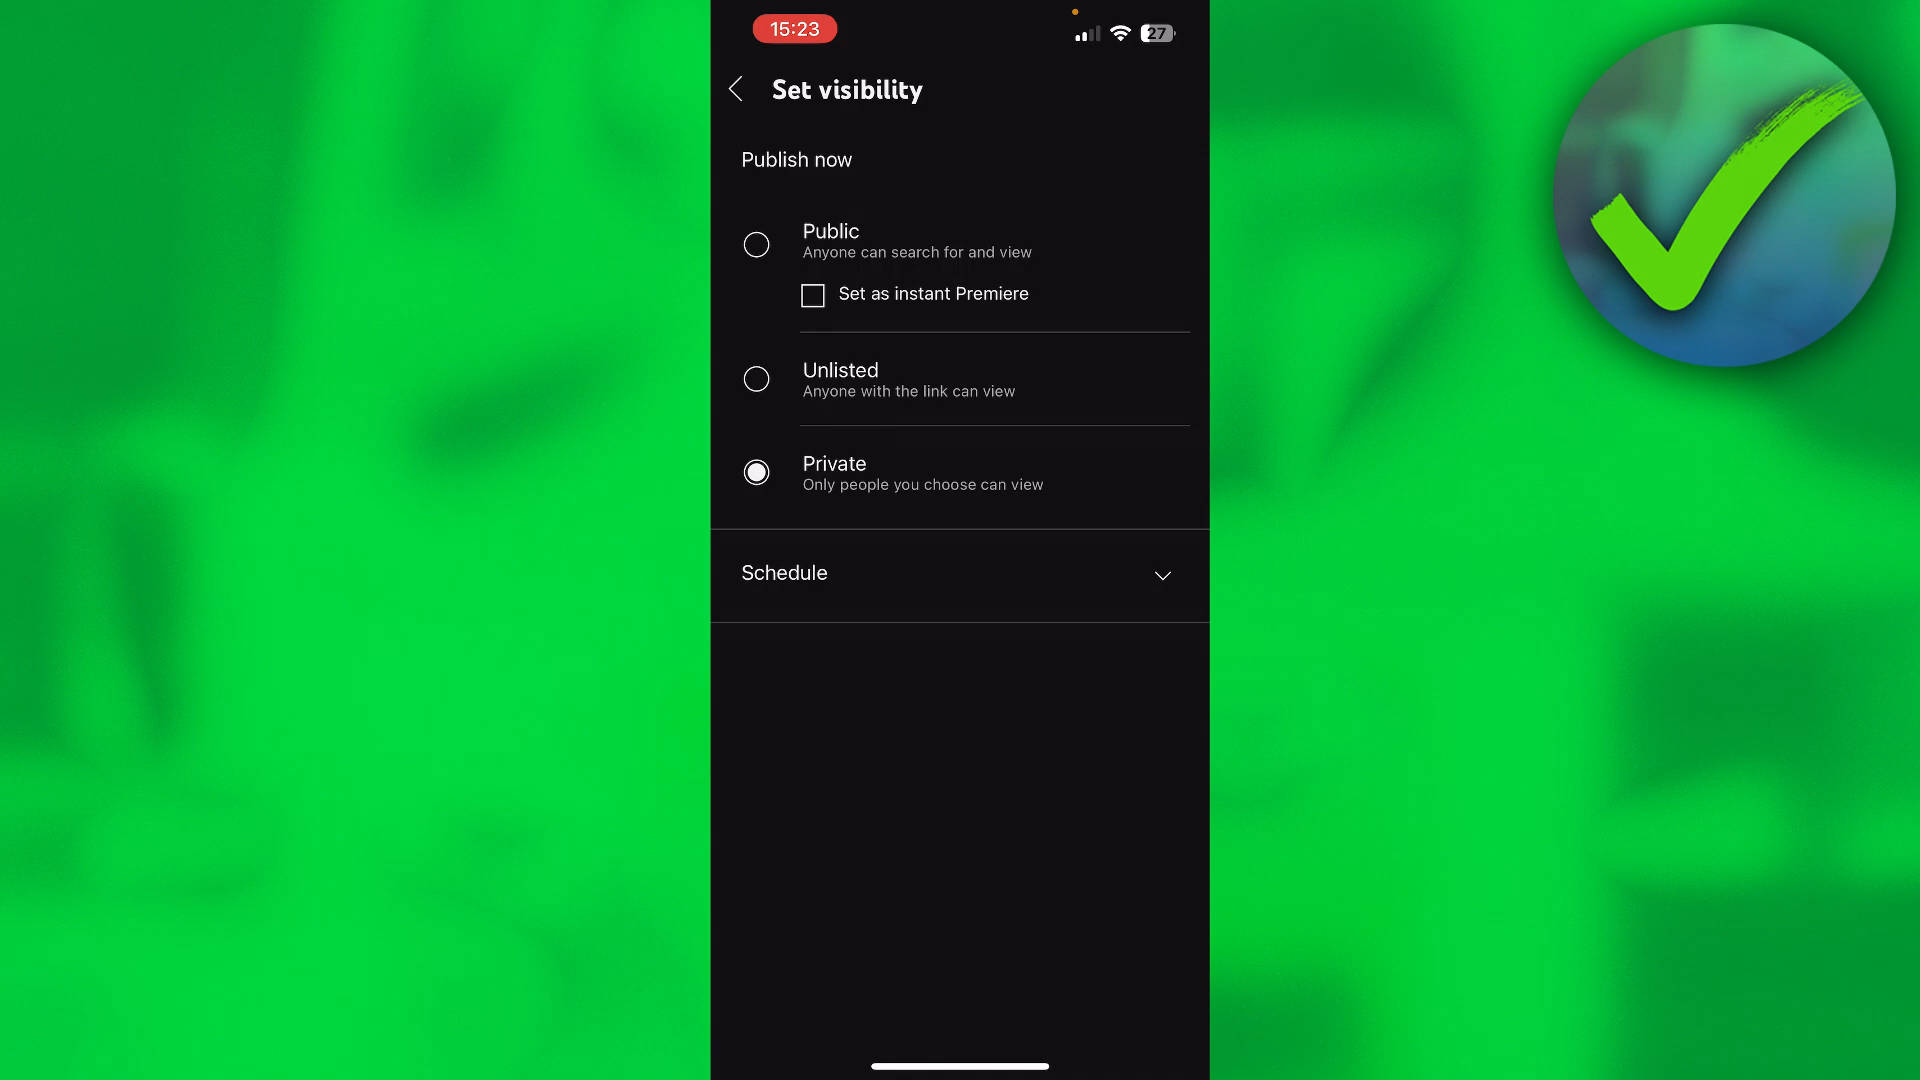 15:23
27
Set visibility
Publish now
Public
Anyone can search for and view
Set as instant Premiere
Unlisted
Anyone with the link can view
Private
Only people you choose can view
Schedule